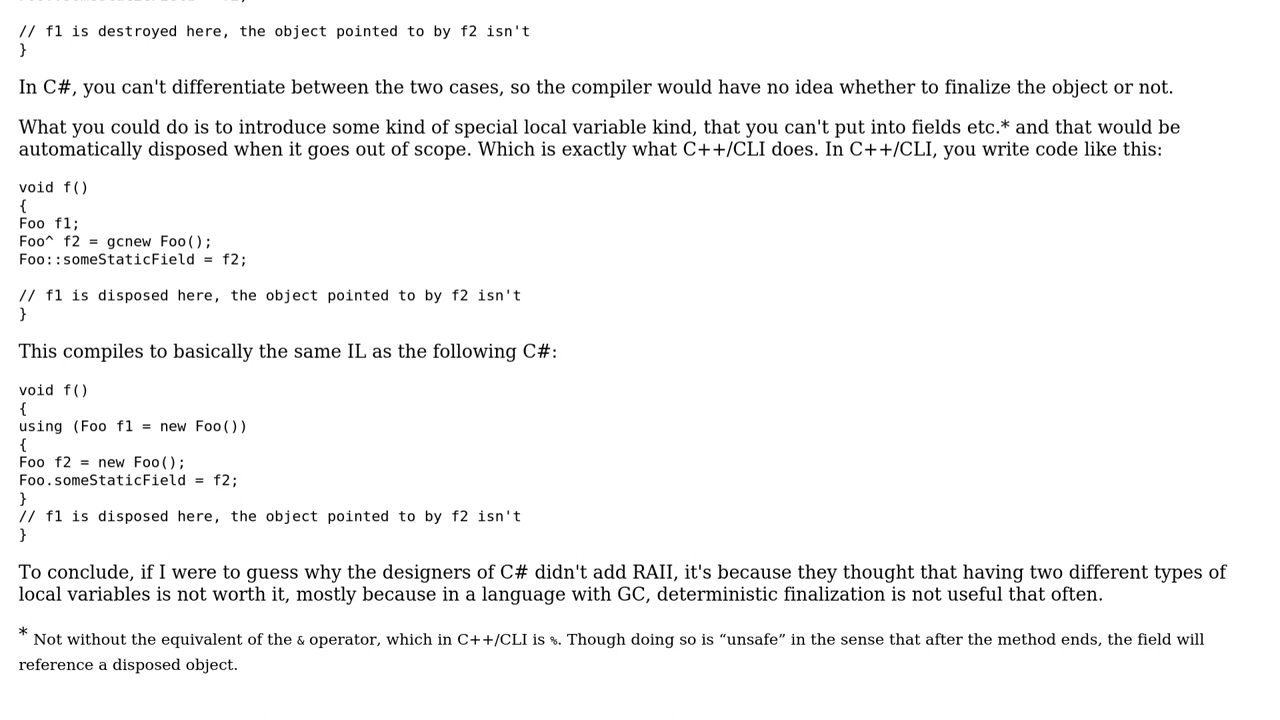 // f1 is destroyed here, the object pointed to by f2 isn't
}
In C#, you can't differentiate between the two cases, so the compiler would have no idea whether to finalize the object or not.
What you could do is to introduce some kind of special local variable kind, that you can't put into fields etc.* and that would be
automatically disposed when it goes out of scope. Which is exactly what C++/CLI does. In C++/CLI, you write code like this:
void f()
{
Foo f1;
Foo^ f2 = gcnew Foo();
Foo::someStaticField = f2;
// f1 is disposed here, the object pointed to by f2 isn't
}
This compiles to basically the same IL as the following C#:
void f()
{
using (Foo f1 = new Foo())
{
Foo f2 = new Foo();
Foo.someStaticField = f2;
}
// f1 is disposed here, the object pointed to by f2 isn't
}
To conclude, if I were to guess why the designers of C# didn't add RAII, it's because they thought that having two different types of
local variables is not worth it, mostly because in a language with GC, deterministic finalization is not useful that often.
* Not without the equivalent of the & operator, which in C++/CLI is %. Though doing so is “unsafe” in the sense that after the method ends, the field will
reference a disposed object.